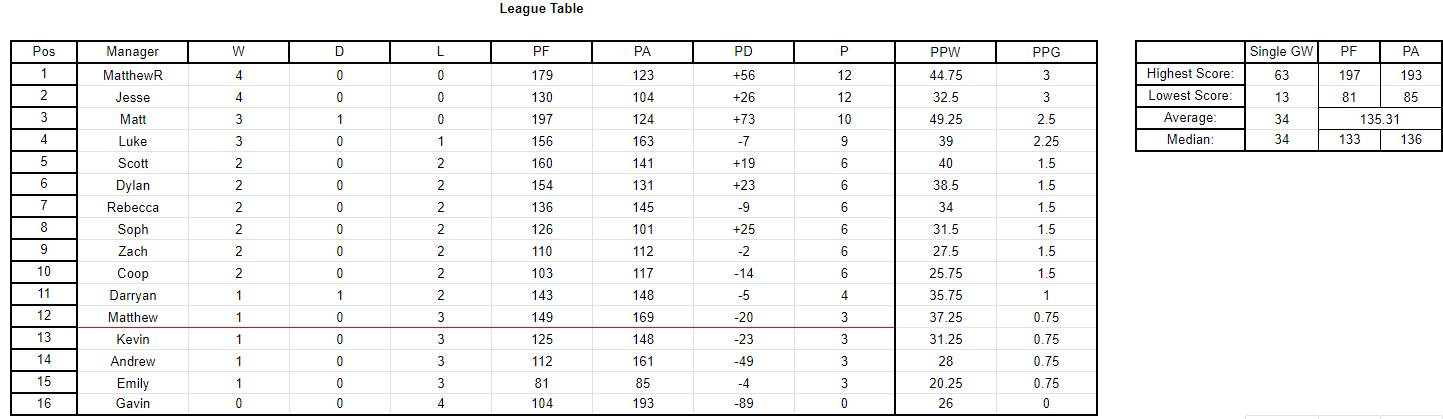 League Table
Pos Manager W D L PF PA PD P PPW PPG
1 MatthewR 4 0 0 179 123 +56 12 44.75 3
2 Jesse 4 0 0 130 104 +26 12 32.5 3
3 Matt 3 1 0 197 124 +73 10 49.25 2.5
4 Luke 3 0 1 156 163 -7 9 39 2.25
5 Scott 2 0 2 160 141 +19 6 40 1.5
6 Dylan 2 0 2 154 131 +23 6 38.5 1.5
7 Rebecca 2 0 2 136 145 -9 6 34 1.5
8 Soph 2 0 2 126 101 +25 6 31.5 1.5
9 Zach 2 0 2 110 112 -2 6 27.5 1.5
10 Coop 2 0 2 103 117 -14 6 25.75 1.5
11 Darryan 1 1 2 143 148 -5 4 35.75 1
12 Matthew 1 0 3 149 169 -20 3 37.25 0.75
13 Kevin 1 0 3 125 148 -23 3 31.25 0.75
14 Andrew 1 0 3 112 161 -49 3 28 0.75
15 Emily 1 0 3 81 85 -4 3 20.25 0.75
16 Gavin 0 0 4 104 193 -89 0 26 0
Single GW PF PA
Highest Score: 63 197 193
Lowest Score: 13 81 85
Average: 34 135.31
Median: 34 133 136